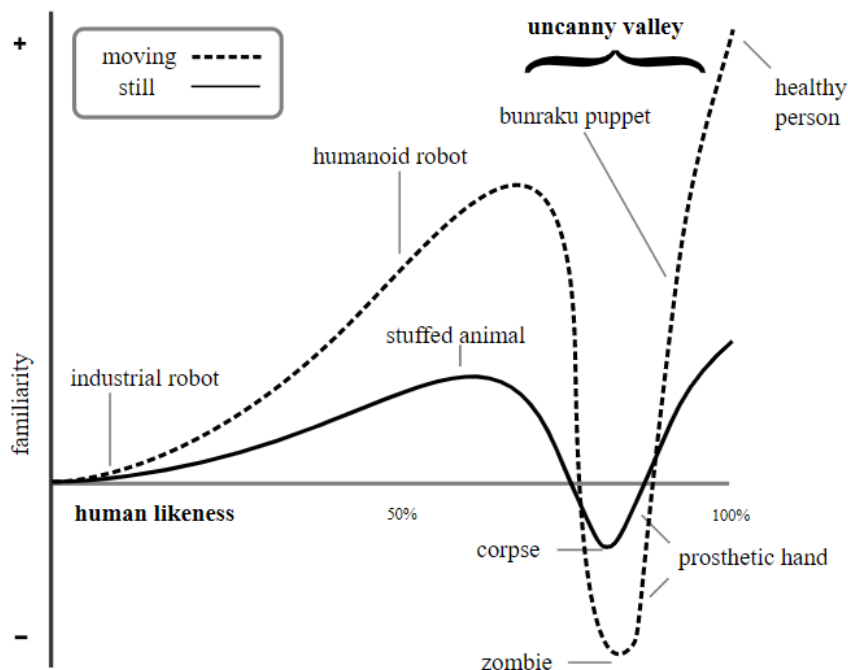 uncanny valley
+
moving
still
healthy
person
bunraku puppet
humanoid robot
stuffed animal
industrial robot
familiarity
human likeness
50%
100%
corpse
prosthetic hand
–
zombie